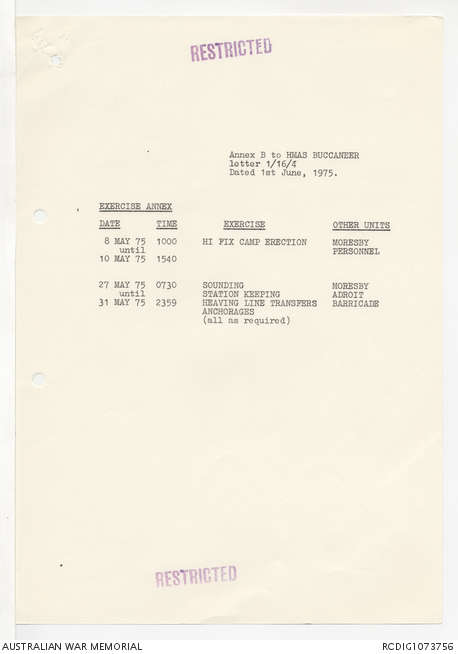 RESTRICTED
Annex B to HMAS BUCCANEER
letter 1/16/4
Dated 1st June, 1975.
EXERCISE ANNEX
DATE TIME EXERCISE OTHER UNITS
8 MAY 75 1000 HI FIX CAMP ERECTION MORESBY
until PERSONNEL
10 MAY 75 1540
27 MAY 75 0730 SOUNDING MORESBY
until STATION KEEPING ADROIT
31 MAY 75 2359 HEAVING LINE TRANSFERS BARRICADE
ANCHORAGES
(all as required)
RESTRICTED
AUSTRALIAN WAR MEMORIAL RCDIG1073756